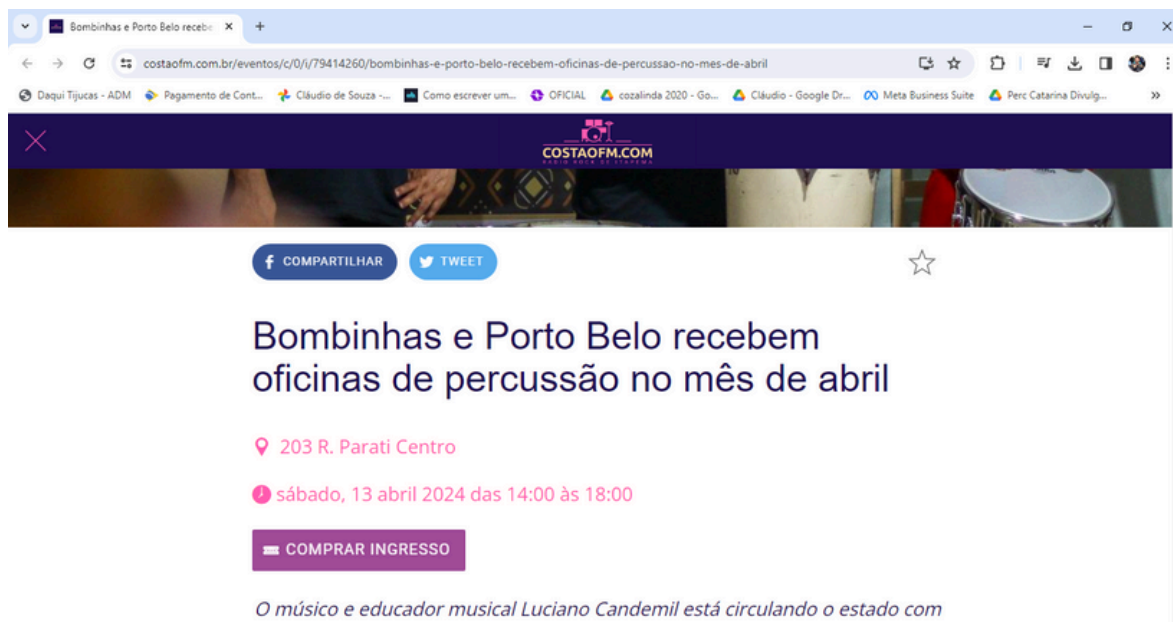 Bombinhas e Porto Belo recebe
costaofm.com.br/eventos/c/0/i/79414260/bombinhas-e-porto-belo-recebem-oficinas-de-percussao-no-mes-de-abril
Daqui Tijucas - ADM Pagamento de Cont... Cláudio de Souza -... Como escrever um... OFICIAL cozalinda 2020 - Go... Cláudio - Google Dr... Meta Business Suite Perc Catarina Divulg... »
COSTAOFM.COM
RADIO ROCK DE ITAPEMA
COMPARTILHAR TWEET
Bombinhas e Porto Belo recebem
oficinas de percussão no mês de abril
203 R. Parati Centro
sábado, 13 abril 2024 das 14:00 às 18:00
COMPRAR INGRESSO
O músico e educador musical Luciano Candemil está circulando o estado com